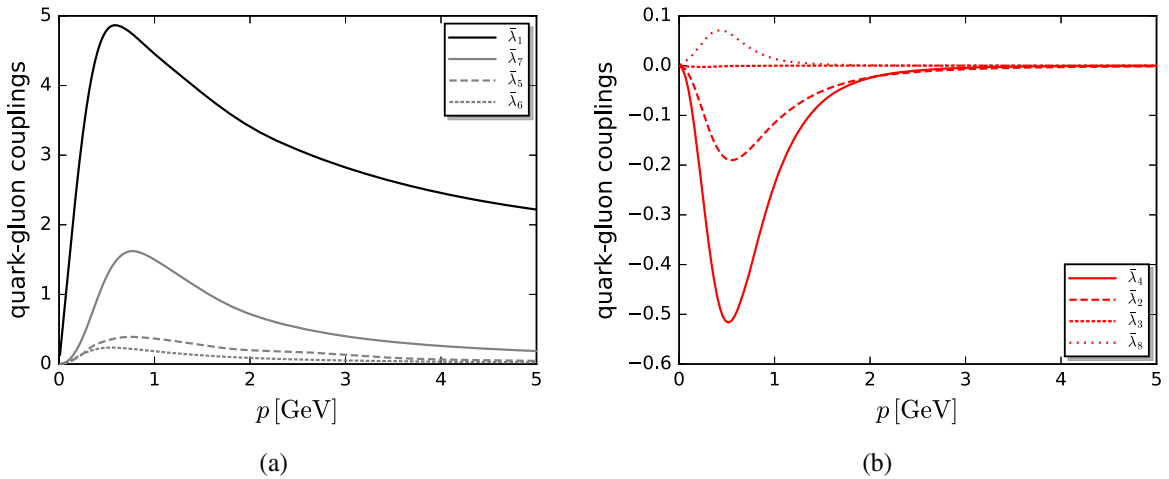 quark-gluon couplings
5
4
3
2
1
0
0 1 2 3 4 5
p [GeV]
λ̄₁
λ̄₇
λ̄₅
λ̄₆
(a)
quark-gluon couplings
0.1
0.0
−0.1
−0.2
−0.3
−0.4
−0.5
−0.6
0 1 2 3 4 5
p [GeV]
λ̄₄
λ̄₂
λ̄₃
λ̄₈
(b)